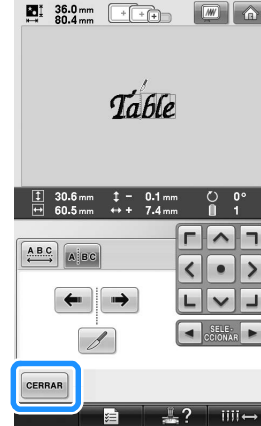 36.0 mm
80.4 mm
Table
30.6 mm - 0.1 mm 0°
60.5 mm + 7.4 mm 1
ABC A BC
SELE-
CCIONAR
CERRAR
?